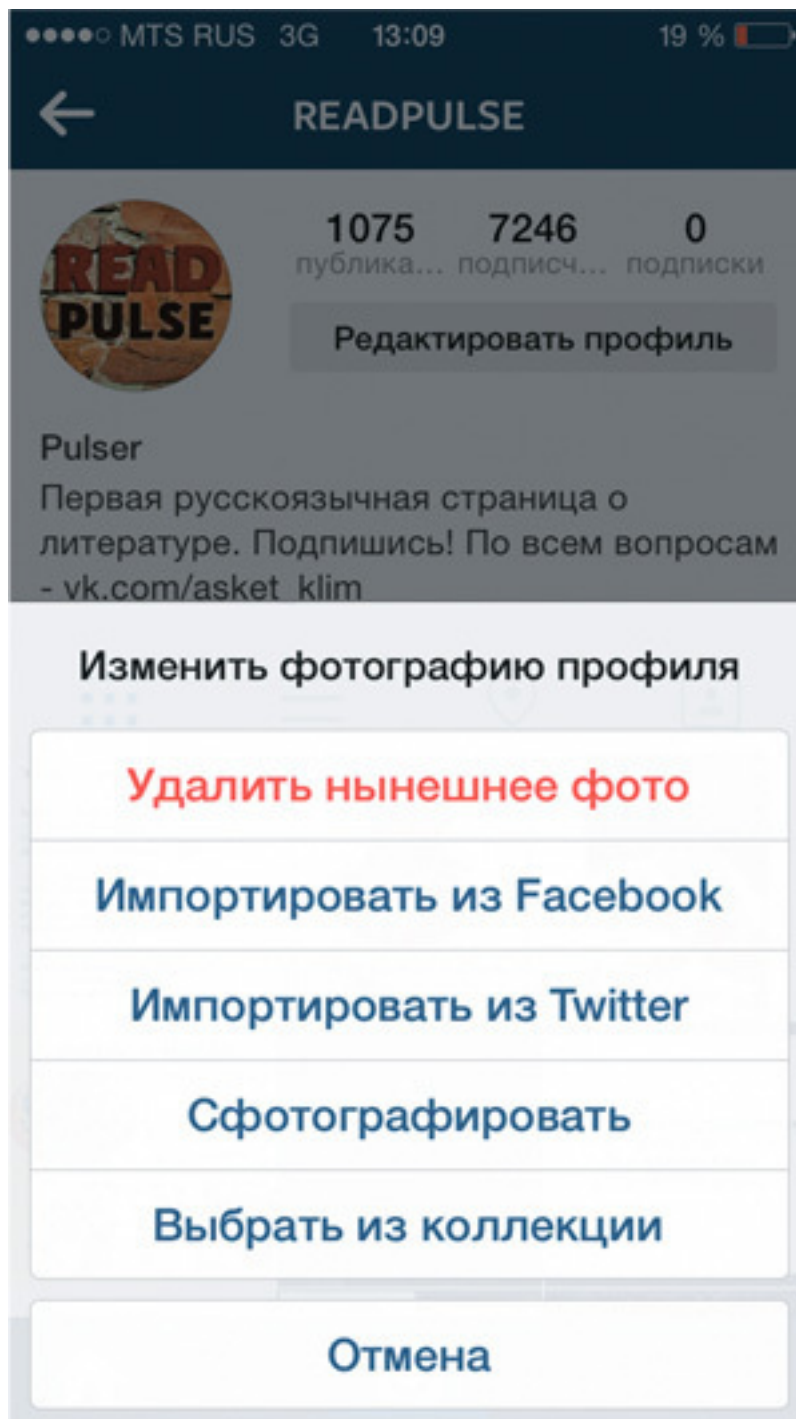 MTS RUS 3G 13:09 19 %
READPULSE
READ
PULSE
1075 7246 0
публика... подписч... подписки
Редактировать профиль
Pulser
Первая русскоязычная страница о
литературе. Подпишись! По всем вопросам
- vk.com/asket_klim
Изменить фотографию профиля
Удалить нынешнее фото
Импортировать из Facebook
Импортировать из Twitter
Сфотографировать
Выбрать из коллекции
Отмена